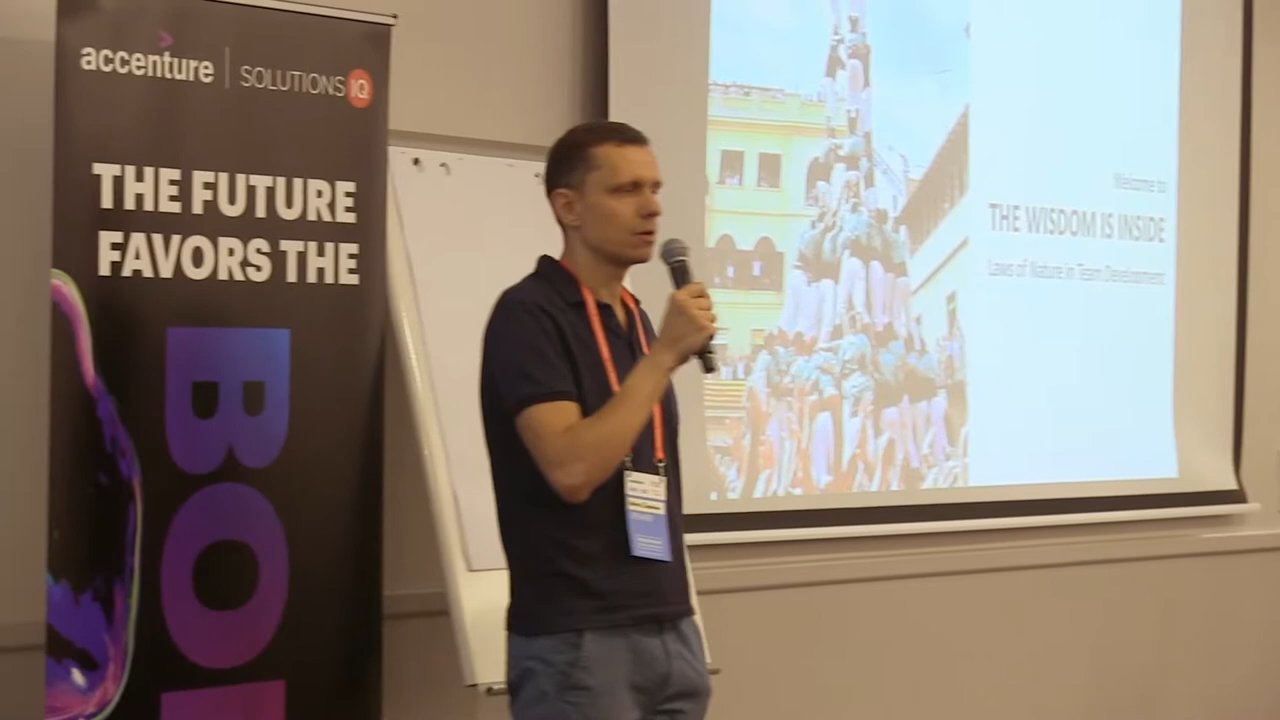 accenture
SOLUTIONS IQ
THE FUTURE
FAVORS THE
BO
Welcome to
THE WISDOM IS INSIDE
Laws of Nature in Team Development